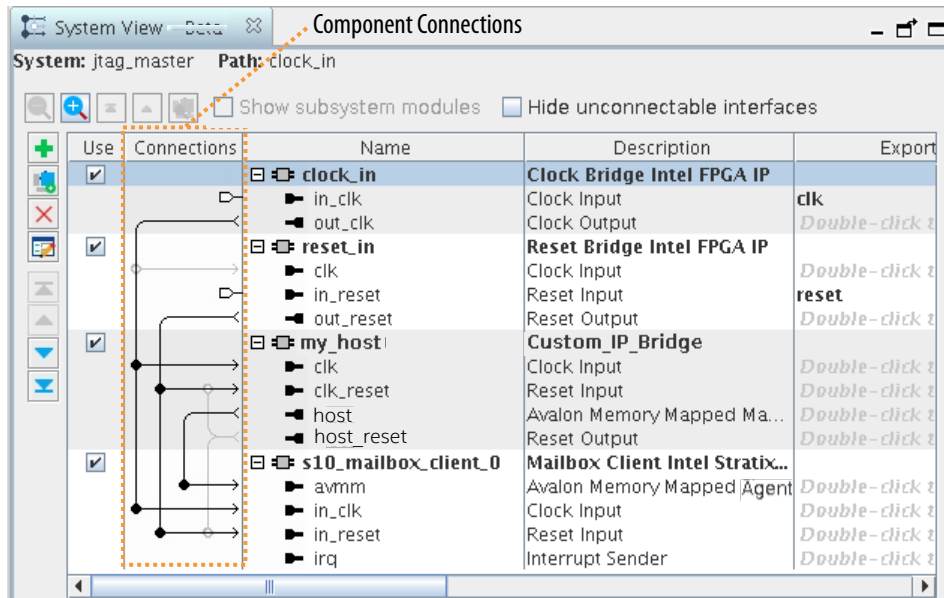 System View - Beta
Component Connections
System: jtag_master Path: clock_in
Show subsystem modules Hide unconnectable interfaces
Use Connections Name Description Export
clock_in Clock Bridge Intel FPGA IP
in_clk Clock Input clk
out_clk Clock Output Double-click t
reset_in Reset Bridge Intel FPGA IP
clk Clock Input Double-click t
in_reset Reset Input reset
out_reset Reset Output Double-click t
my_host Custom_IP_Bridge
clk Clock Input Double-click t
clk_reset Reset Input Double-click t
host Avalon Memory Mapped Ma... Double-click t
host_reset Reset Output Double-click t
s10_mailbox_client_0 Mailbox Client Intel Stratix...
avmm Avalon Memory Mapped Agent Double-click t
in_clk Clock Input Double-click t
in_reset Reset Input Double-click t
irq Interrupt Sender Double-click t